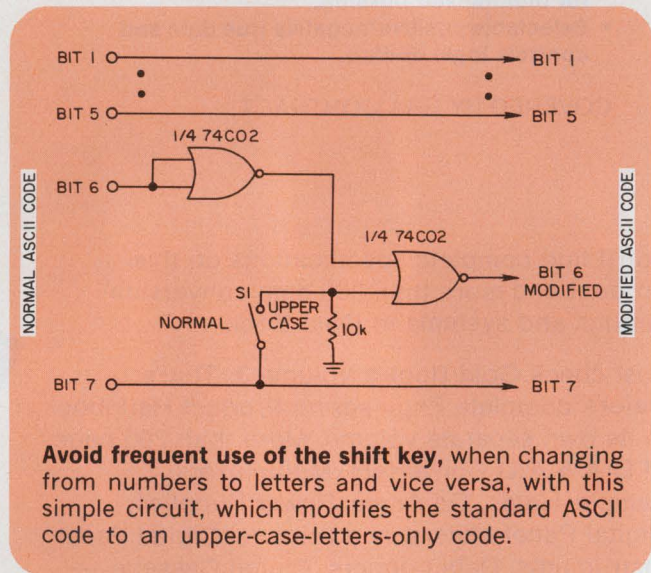 BIT 1
BIT 1
BIT 5
BIT 5
1/4 74CO2
BIT 6
1/4 74CO2
BIT 6
MODIFIED
S1
UPPER
CASE
NORMAL
10k
BIT 7
BIT 7
NORMAL ASCII CODE
MODIFIED ASCII CODE
Avoid frequent use of the shift key, when changing
from numbers to letters and vice versa, with this
simple circuit, which modifies the standard ASCII
code to an upper-case-letters-only code.